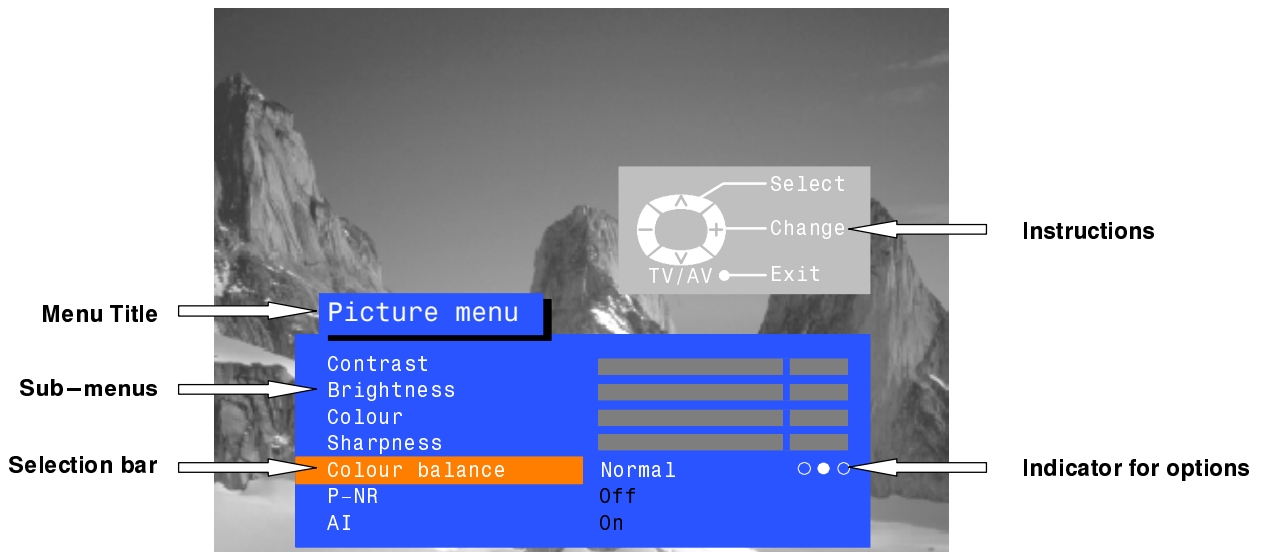 Select
Change
Instructions
TV/AV
Exit
Menu Title
Picture menu
Contrast
Sub-menus
Brightness
Colour
Sharpness
Selection bar
Colour balance
Normal
Indicator for options
P-NR
Off
AI
On